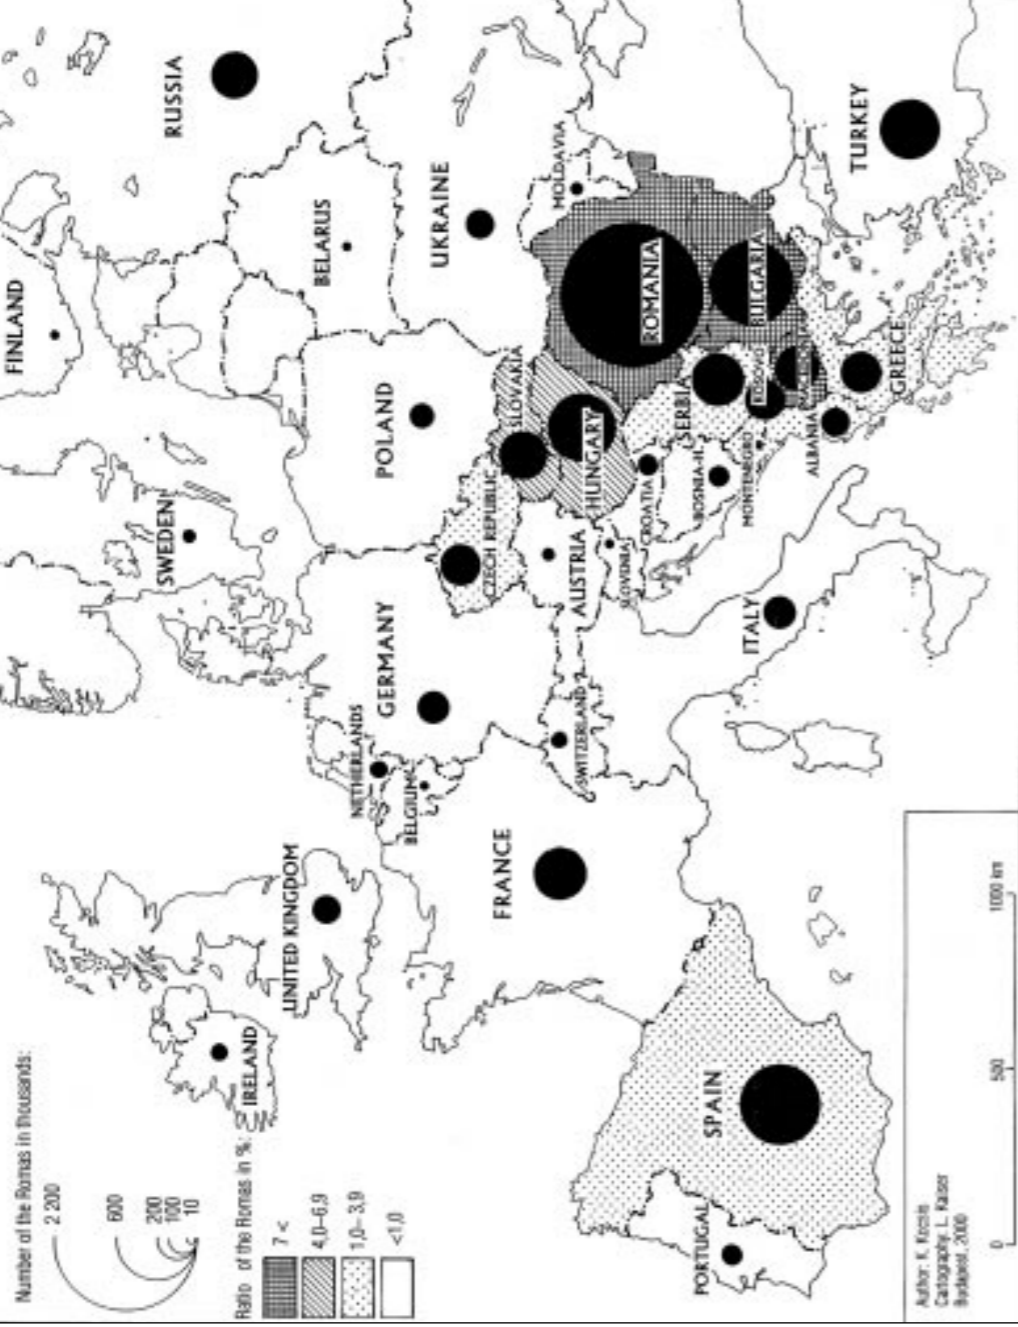 Number of the Romas in thousands:
2 200
600
200
100
10
Ratio of the Romas in %:
7 <
4,0–6,9
1,0–3,9
<1,0
IRELAND
UNITED KINGDOM
PORTUGAL
SPAIN
FRANCE
NETHERLANDS
BELGIUM
GERMANY
SWITZERLAND
ITALY
SWEDEN
FINLAND
POLAND
CZECH REPUBLIC
AUSTRIA
SLOVENIA
CROATIA
BOSNIA-H.
MONTENEGRO
ALBANIA
SLOVAKIA
HUNGARY
SERBIA
KOSOVO
MACEDONIA
GREECE
ROMANIA
BULGARIA
MOLDAVIA
UKRAINE
BELARUS
RUSSIA
TURKEY
Author: K. Kocsis
Cartography: L. Kaiser
Budapest, 2000
0
500
1000 km